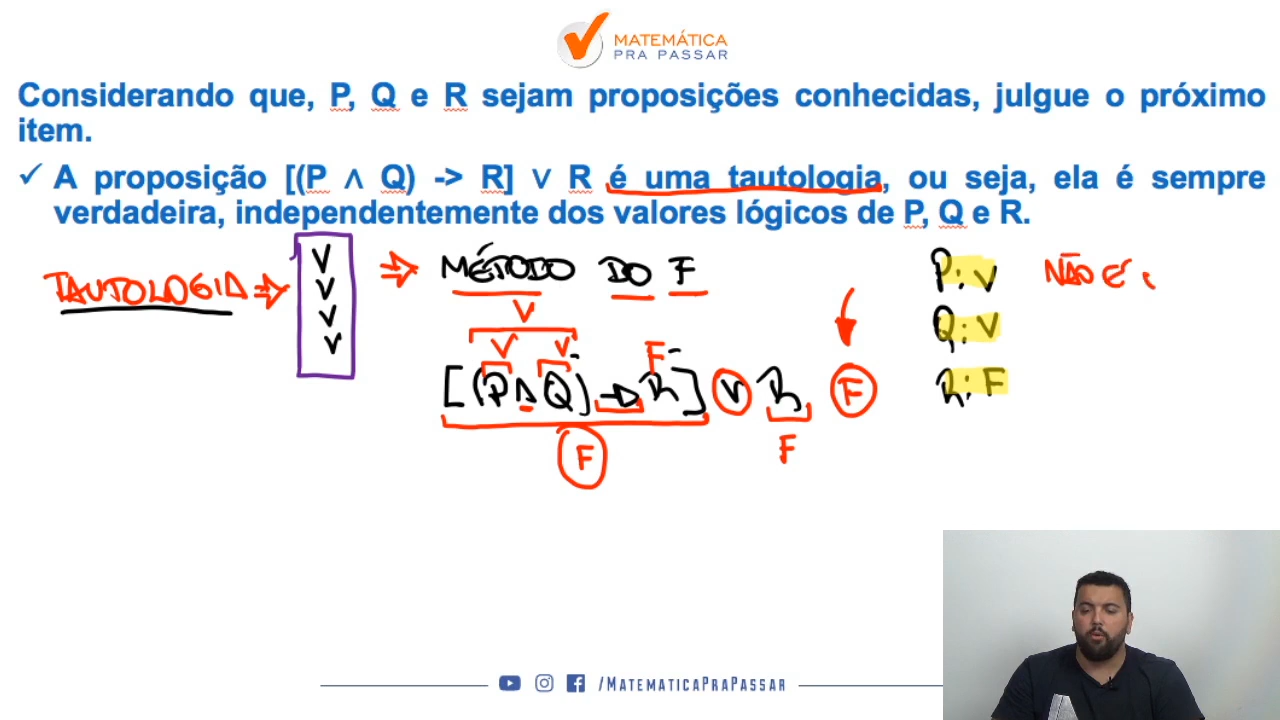 MATEMÁTICA
PRA PASSAR
Considerando que, P, Q e R sejam proposições conhecidas, julgue o próximo
item.
✓ A proposição [(P ∧ Q) -> R] ∨ R é uma tautologia, ou seja, ela é sempre
verdadeira, independentemente dos valores lógicos de P, Q e R.
TAUTOLOGIA ⇒
V
V
V
V
⇒ MÉTODO DO F
V
V V F
[(P ∧ Q) → R] ∨ R F
F F
P: V
Q: V
R: F
NÃO É
/MATEMATICAPRAPASSAR